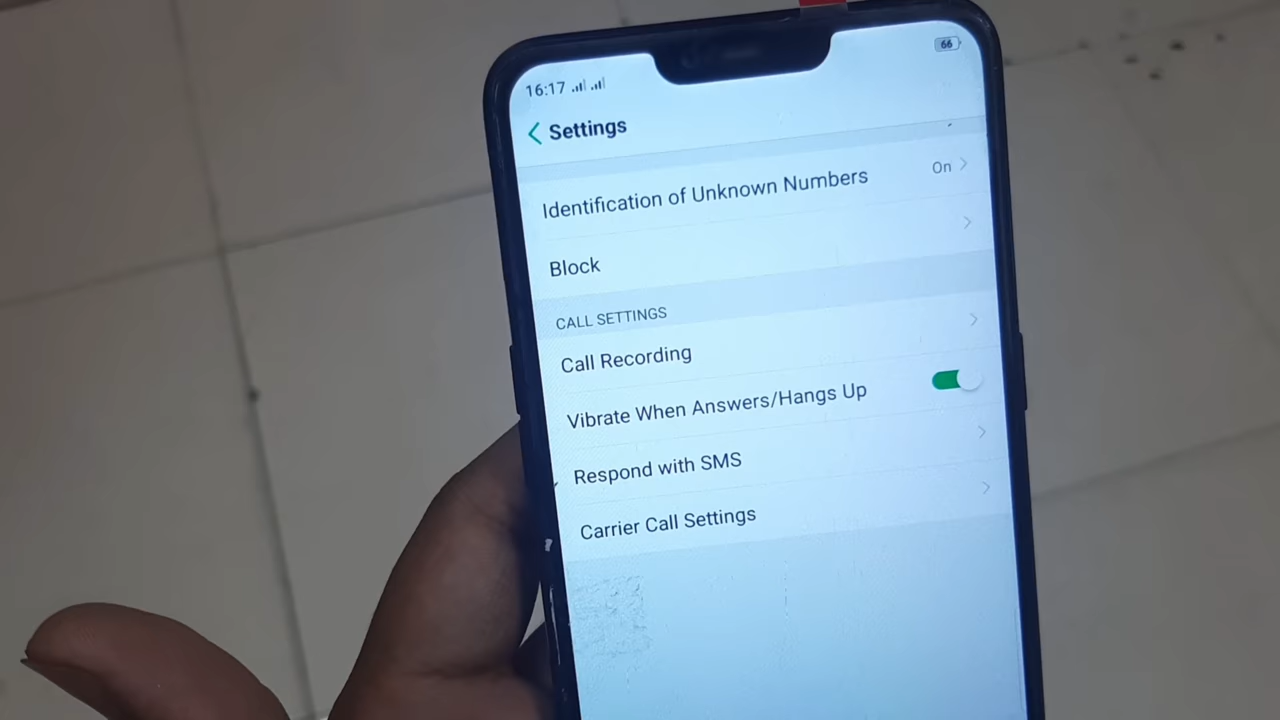 16:17
66
Settings
Identification of Unknown Numbers On
Block
CALL SETTINGS
Call Recording
Vibrate When Answers/Hangs Up
Respond with SMS
Carrier Call Settings